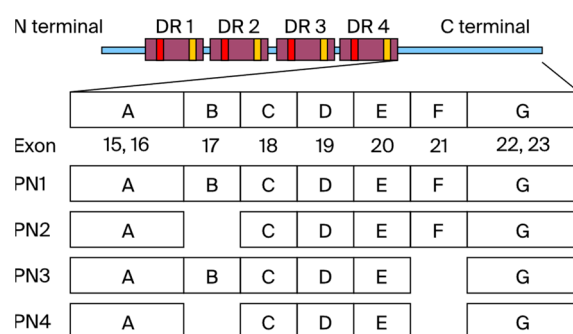 N terminal DR 1 DR 2 DR 3 DR 4 C terminal
A B C D E F G
Exon 15, 16 17 18 19 20 21 22, 23
PN1 A B C D E F G
PN2 A C D E F G
PN3 A B C D E G
PN4 A C D E G